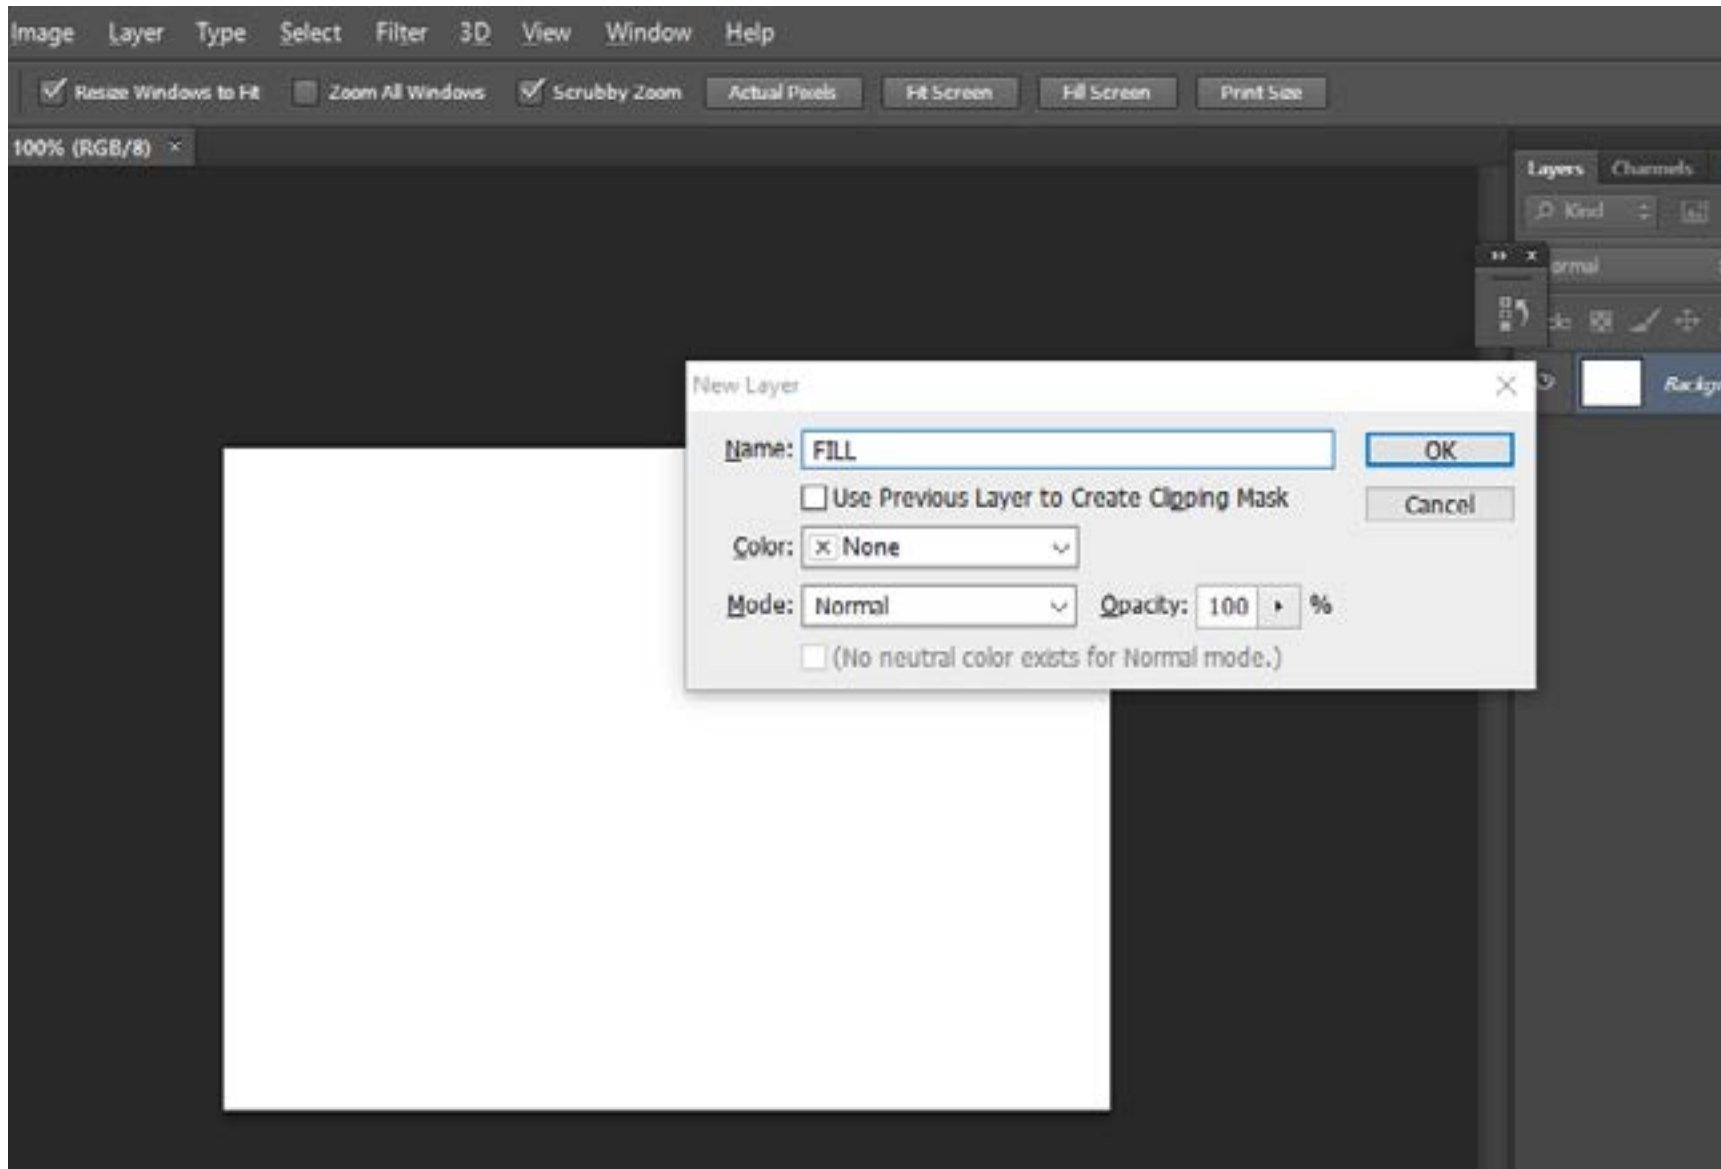 Image Layer Type Select Filter 3D View Window Help
Resize Windows to Fit Zoom All Windows Scrubby Zoom Actual Pixels Fit Screen Fill Screen Print Size
100% (RGB/8) ×
Layers Channels
Kind
ormal
New Layer
Name: FILL
OK
Use Previous Layer to Create Clipping Mask
Cancel
Color: × None
Mode: Normal
Opacity: 100 %
(No neutral color exists for Normal mode.)
Backgr